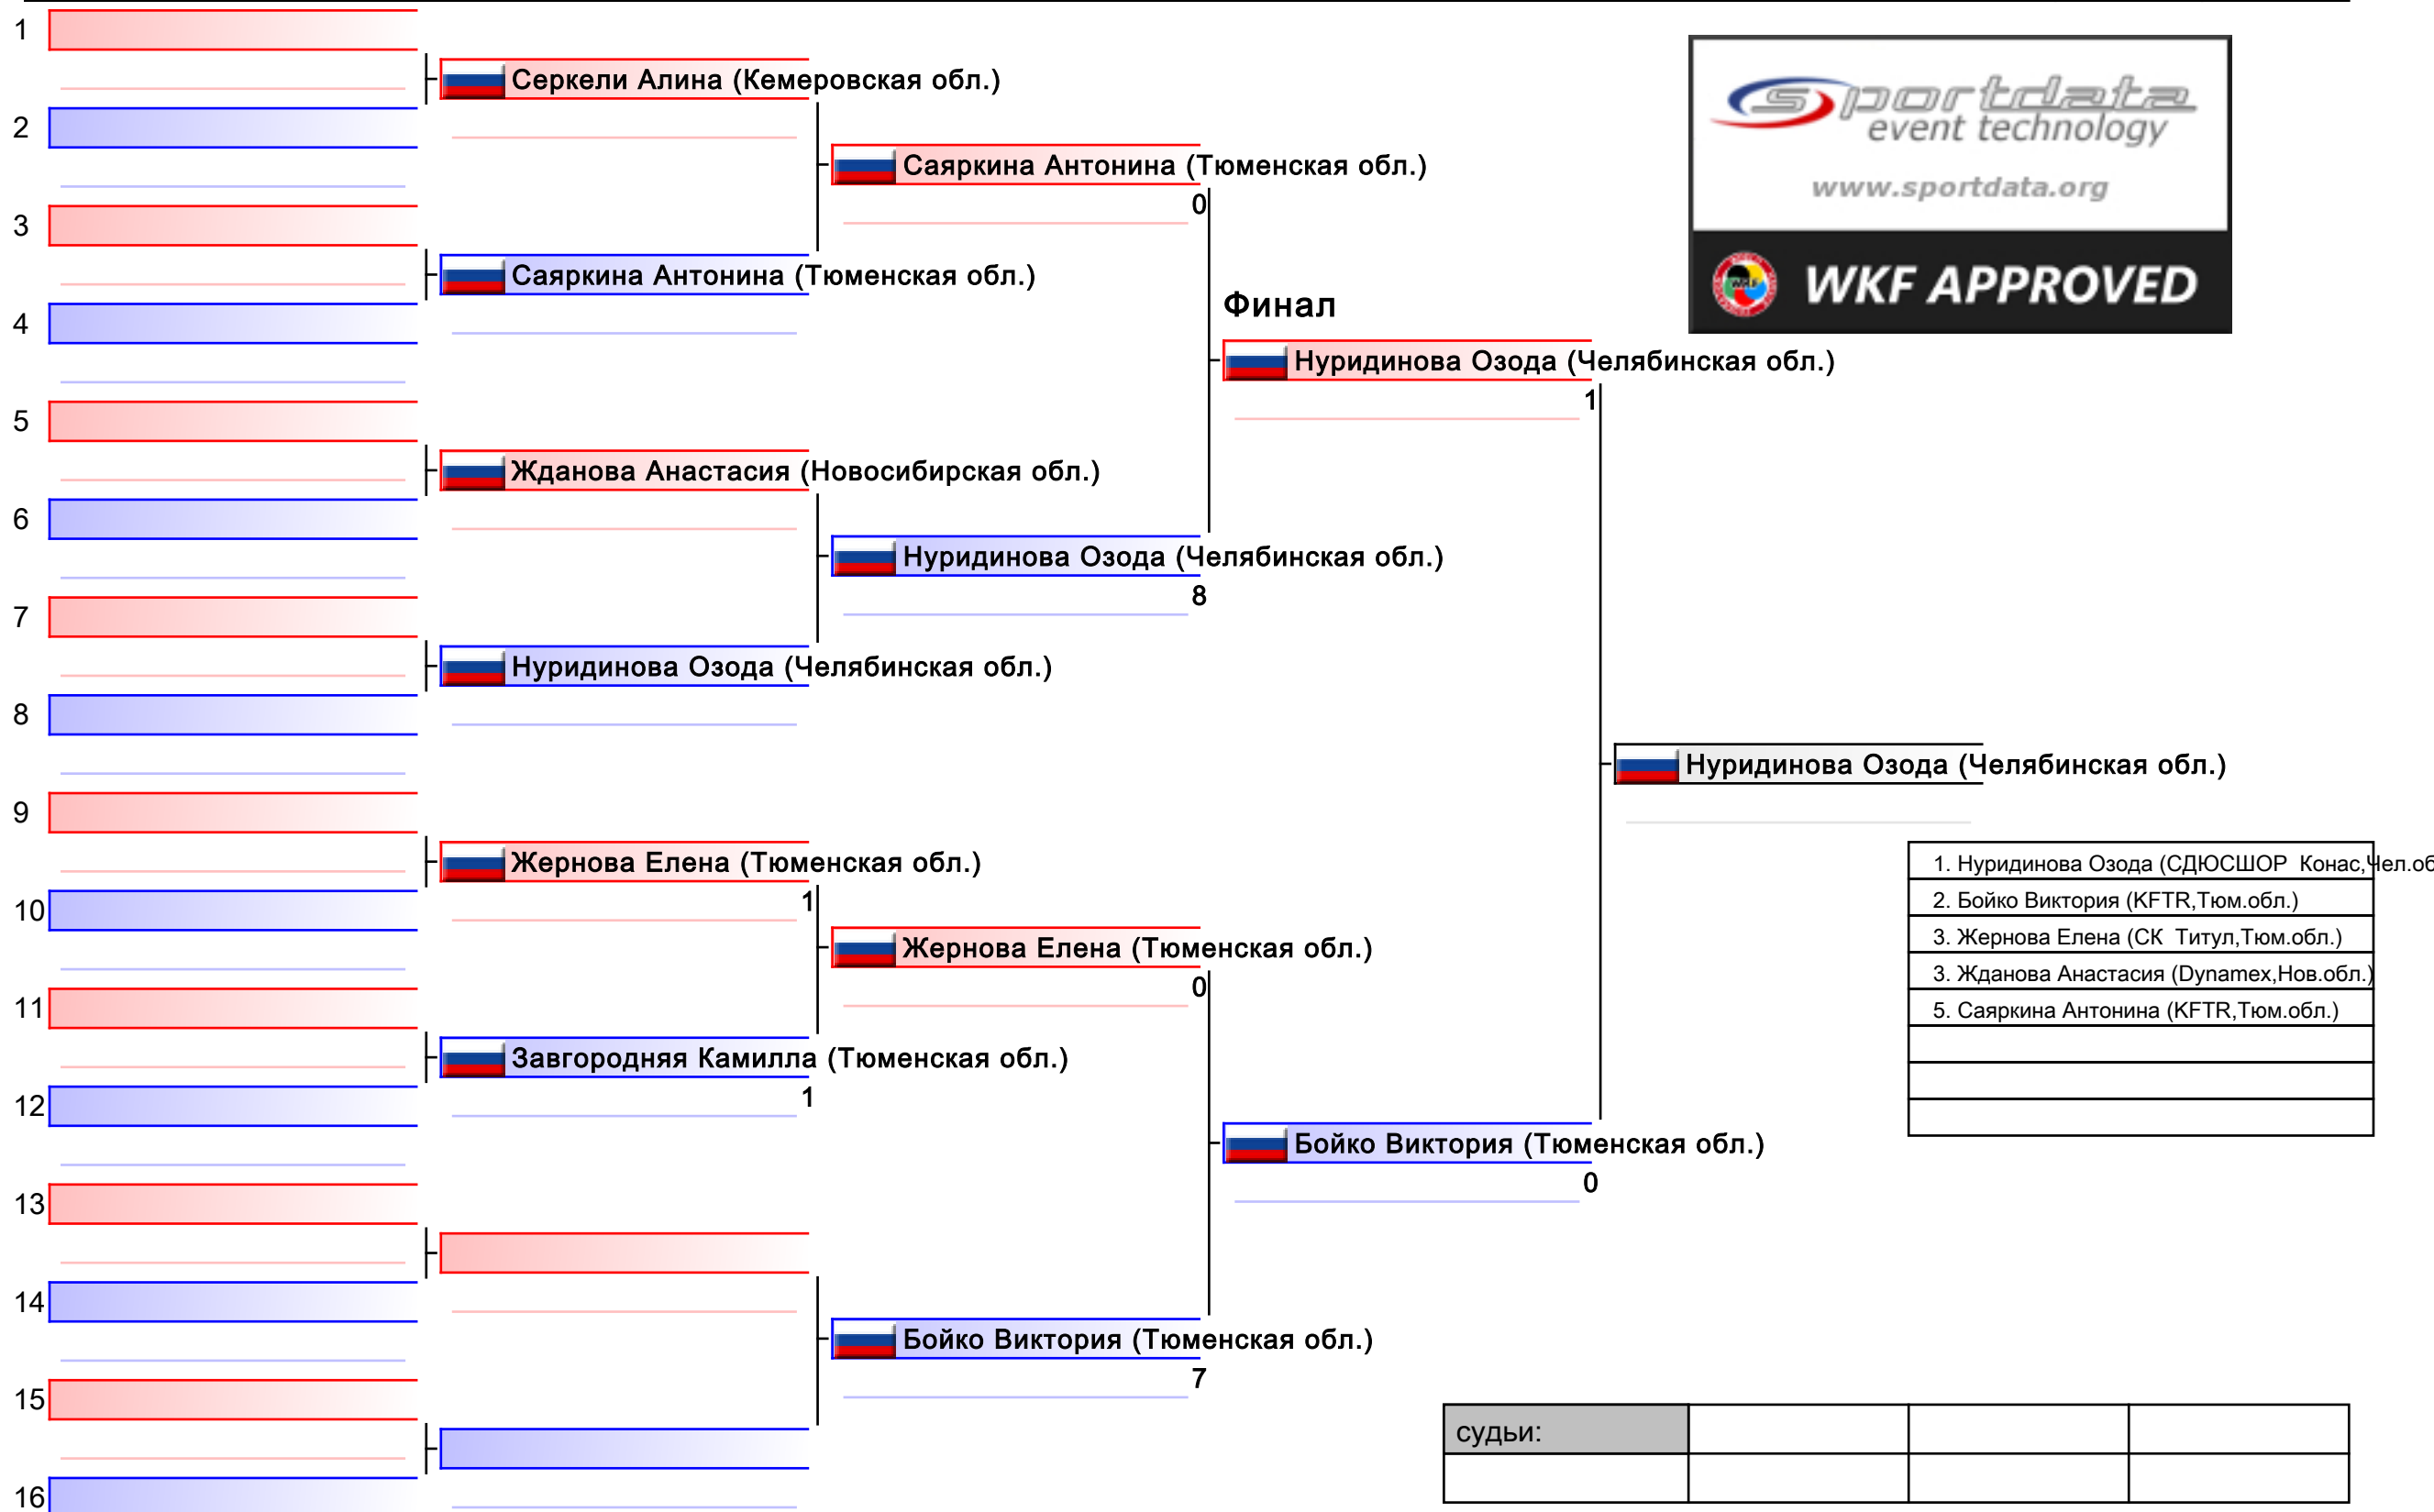 1
Серкели Алина (Кемеровская обл.)
2
Саяркина Антонина (Тюменская обл.)
0
3
Саяркина Антонина (Тюменская обл.)
4
Финал
Нуридинова Озода (Челябинская обл.)
1
5
Жданова Анастасия (Новосибирская обл.)
6
Нуридинова Озода (Челябинская обл.)
8
7
Нуридинова Озода (Челябинская обл.)
8
Нуридинова Озода (Челябинская обл.)
9
Жернова Елена (Тюменская обл.)
1
10
Жернова Елена (Тюменская обл.)
0
11
Завгородняя Камилла (Тюменская обл.)
1
12
Бойко Виктория (Тюменская обл.)
0
13
14
Бойко Виктория (Тюменская обл.)
7
15
16
sportdata
event technology
www.sportdata.org
WKF
WKF APPROVED
1. Нуридинова Озода (СДЮСШОР Конас,Чел.об
2. Бойко Виктория (KFTR,Тюм.обл.)
3. Жернова Елена (СК Титул,Тюм.обл.)
3. Жданова Анастасия (Dynamex,Нов.обл.)
5. Саяркина Антонина (KFTR,Тюм.обл.)
судьи: